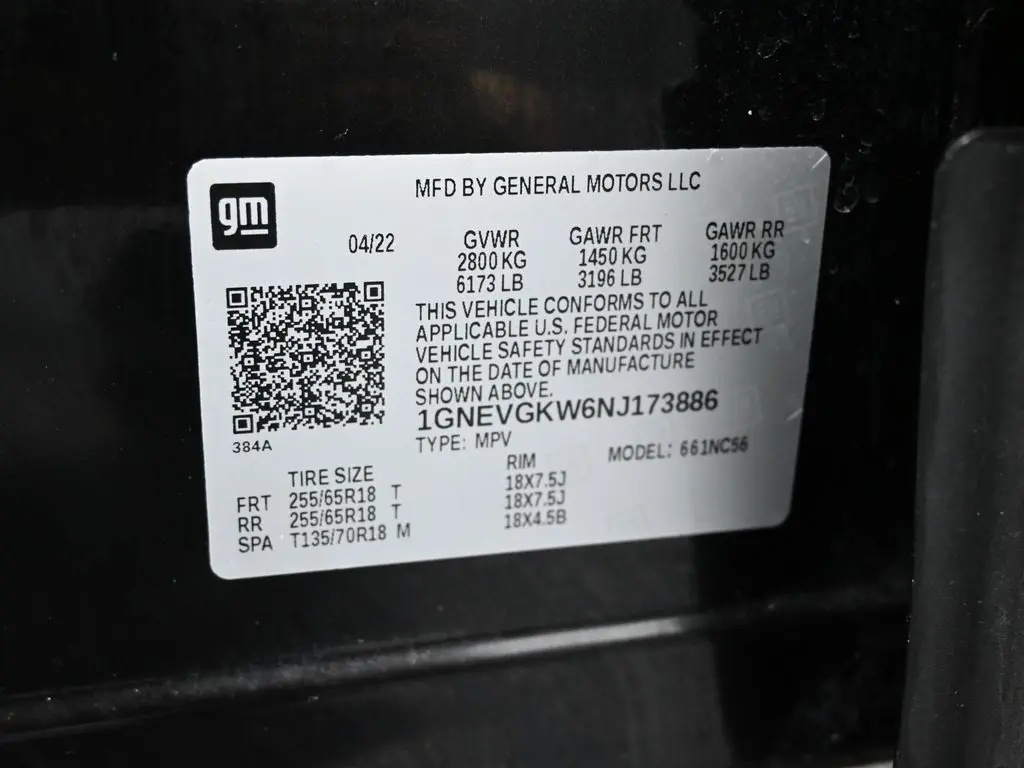 gm
MFD BY GENERAL MOTORS LLC
04/22 GVWR GAWR FRT GAWR RR
2800 KG 1450 KG 1600 KG
6173 LB 3196 LB 3527 LB
THIS VEHICLE CONFORMS TO ALL
APPLICABLE U.S. FEDERAL MOTOR
VEHICLE SAFETY STANDARDS IN EFFECT
ON THE DATE OF MANUFACTURE
SHOWN ABOVE.
1GNEVGKW6NJ173886
384A
TYPE: MPV MODEL: 661NC56
TIRE SIZE RIM
FRT 255/65R18 T 18X7.5J
RR 255/65R18 T 18X7.5J
SPA T135/70R18 M 18X4.5B